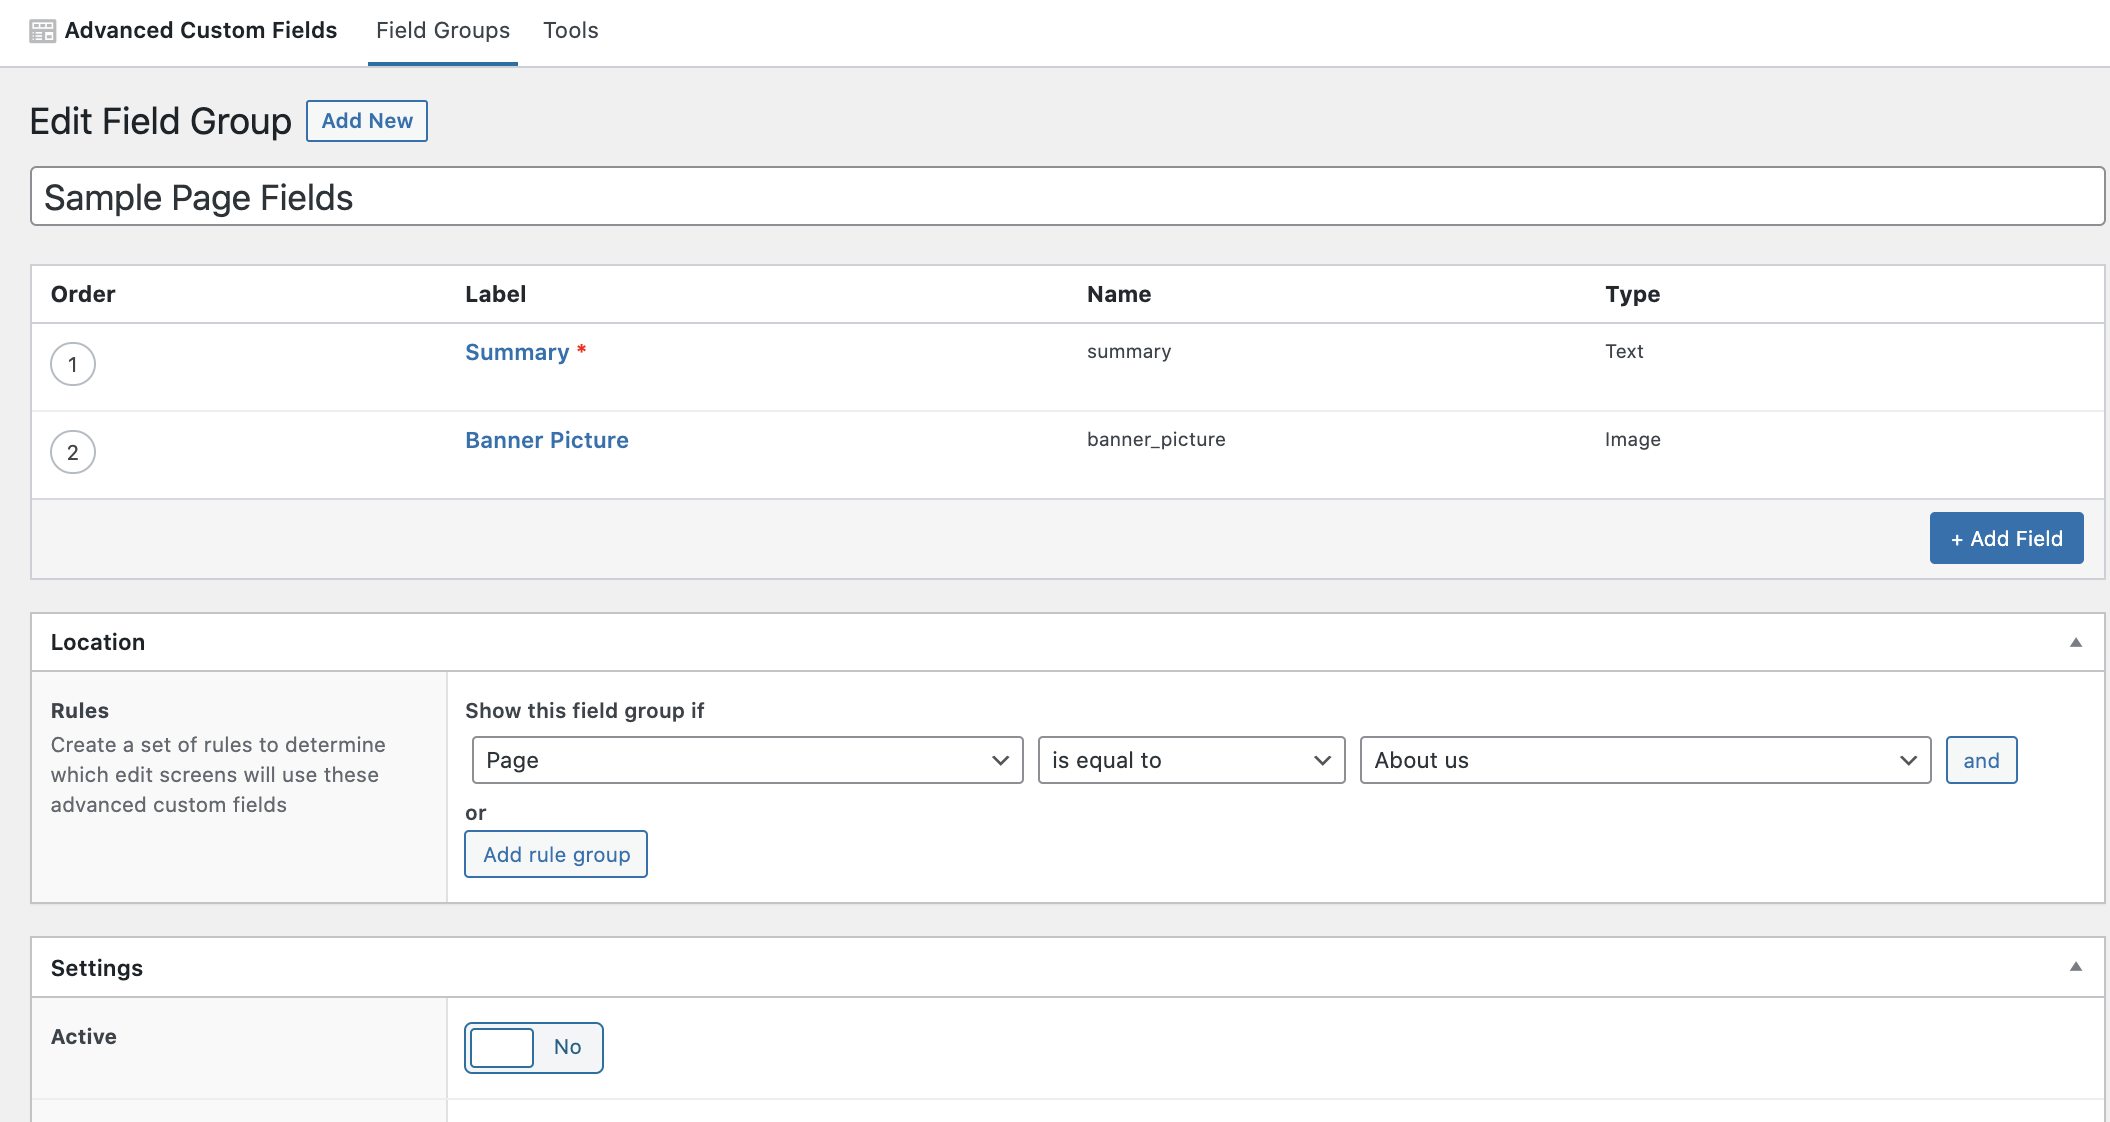 Advanced Custom Fields Field Groups Tools
Edit Field Group Add New
Sample Page Fields
Order Label Name Type
1 Summary * summary Text
2 Banner Picture banner_picture Image
+ Add Field
Location
Rules
Create a set of rules to determine
which edit screens will use these
advanced custom fields
Show this field group if
Page is equal to About us and
or
Add rule group
Settings
Active No